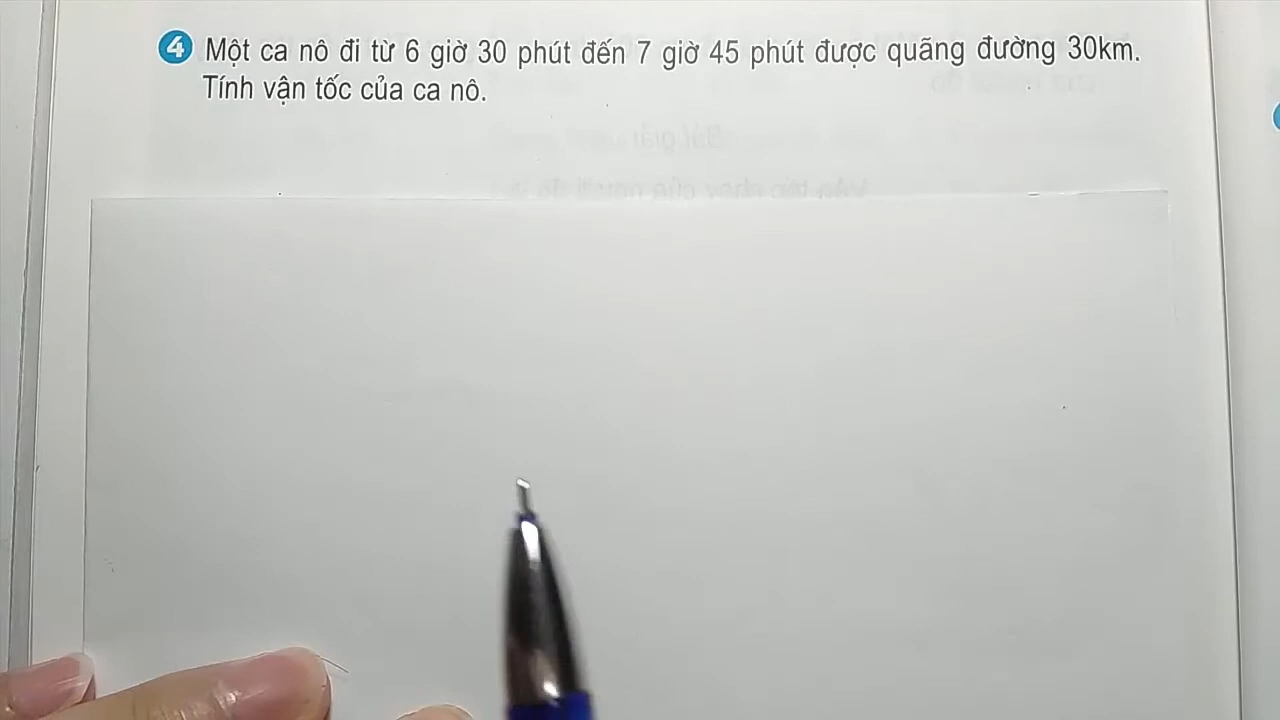 4 Một ca nô đi từ 6 giờ 30 phút đến 7 giờ 45 phút được quãng đường 30km.
Tính vận tốc của ca nô.